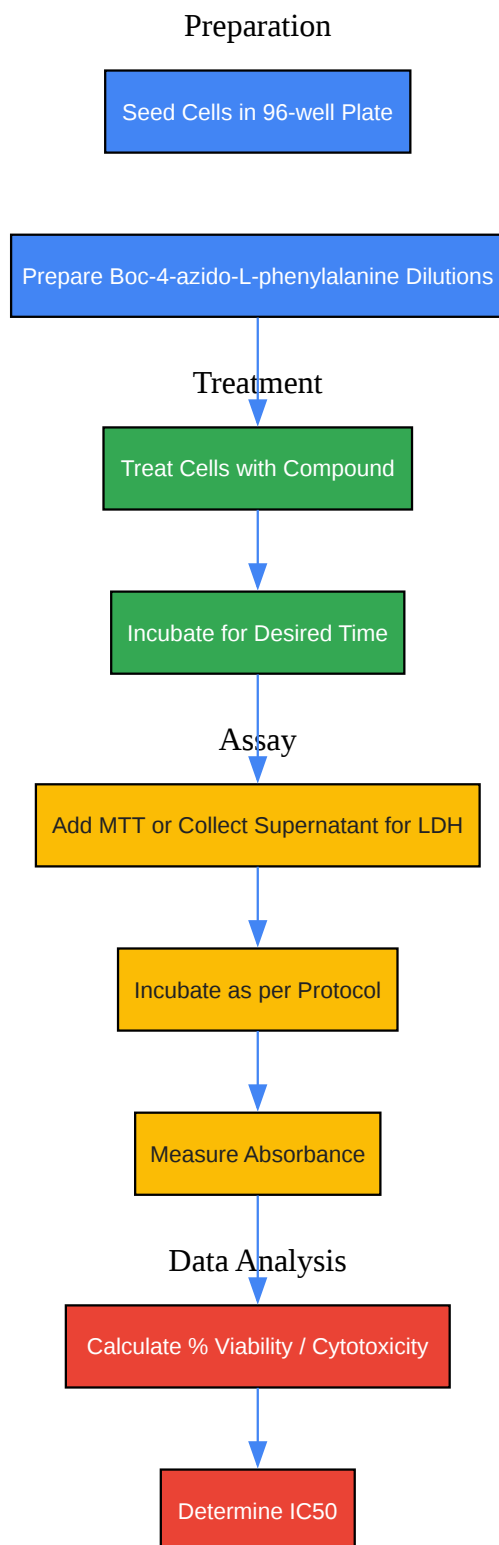 Preparation
Seed Cells in 96-well Plate
Prepare Boc-4-azido-L-phenylalanine Dilutions
Treatment
Treat Cells with Compound
Incubate for Desired Time
Assay
Add MTT or Collect Supernatant for LDH
Incubate as per Protocol
Measure Absorbance
Data Analysis
Calculate % Viability / Cytotoxicity
Determine IC50